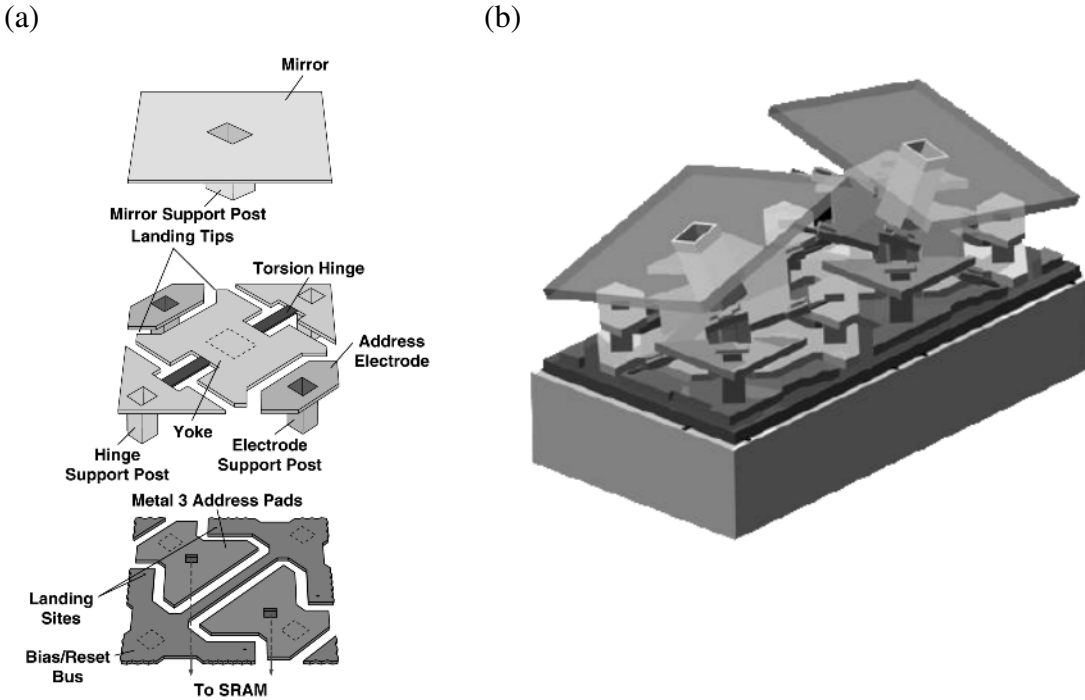 (a)
(b)
Mirror
Mirror Support Post
Landing Tips
Torsion Hinge
Address
Electrode
Yoke
Hinge
Support Post
Electrode
Support Post
Metal 3 Address Pads
Landing
Sites
Bias/Reset
Bus
To SRAM